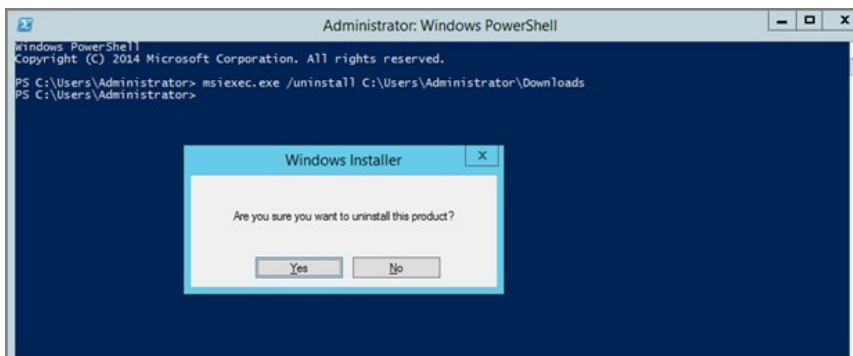 Administrator: Windows PowerShell
Windows PowerShell
Copyright (C) 2014 Microsoft Corporation. All rights reserved.
PS C:\Users\Administrator> msiexec.exe /uninstall C:\Users\Administrator\Downloads
PS C:\Users\Administrator>
Windows Installer
Are you sure you want to uninstall this product?
Yes No